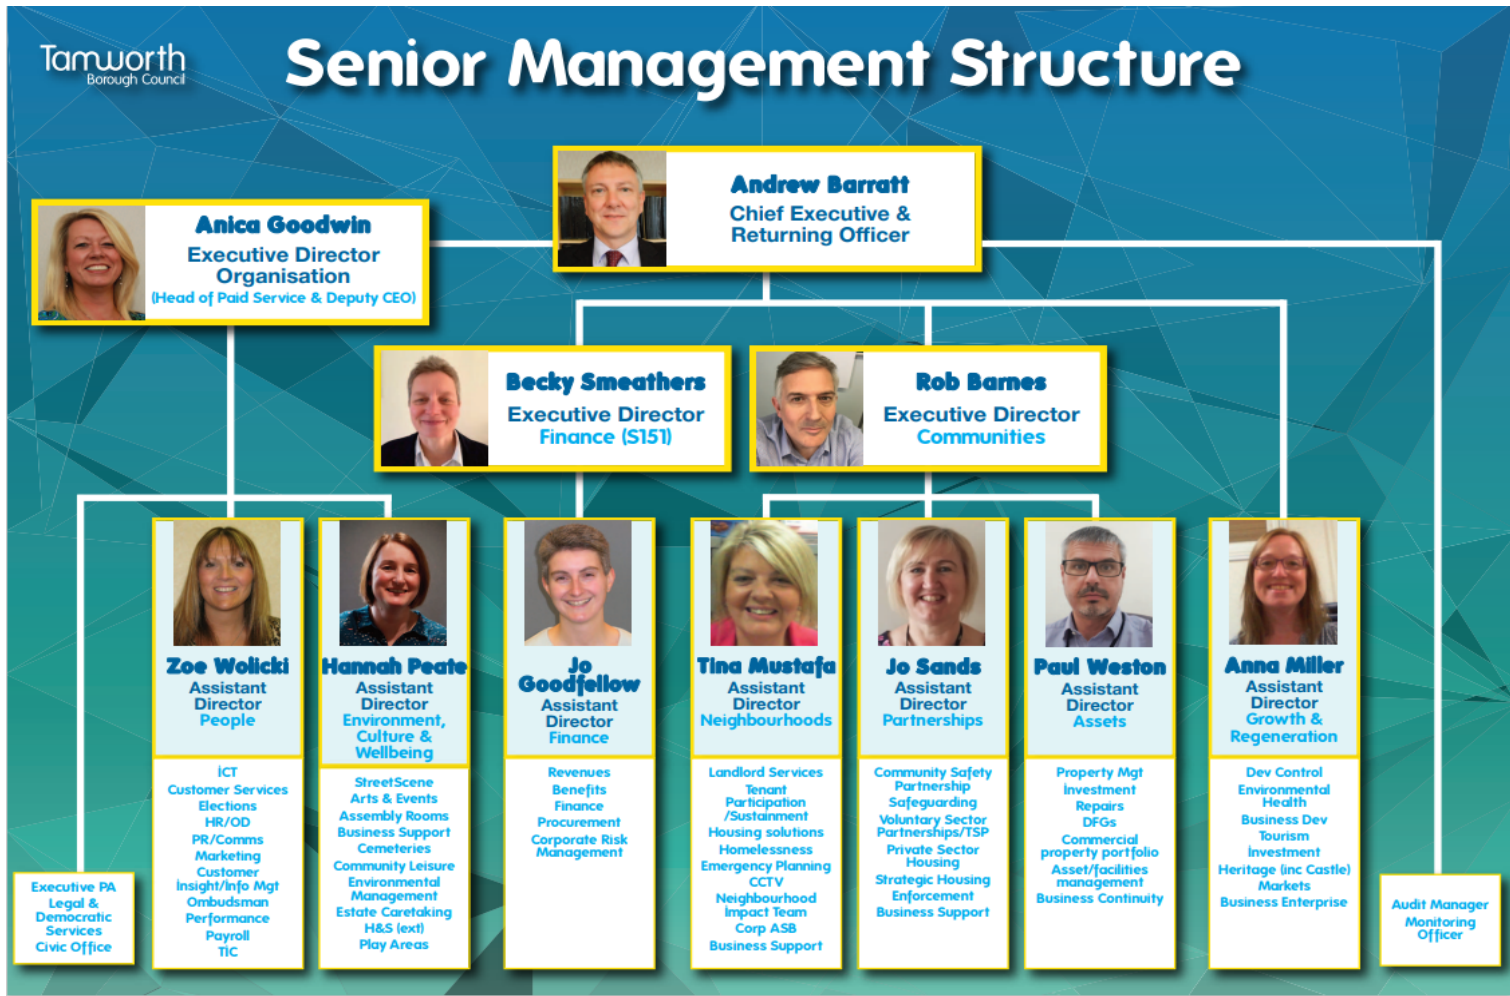 Tamworth
Borough Council
Senior Management Structure
Andrew Barratt
Chief Executive &
Returning Officer
Anica Goodwin
Executive Director
Organisation
(Head of Paid Service & Deputy CEO)
Becky Smeathers
Executive Director
Finance (S151)
Rob Barnes
Executive Director
Communities
Executive PA
Legal &
Democratic
Services
Civic Office
Zoe Wolicki
Assistant
Director
People
ICT
Customer Services
Elections
HR/OD
PR/Comms
Marketing
Customer
Insight/Info Mgt
Ombudsman
Performance
Payroll
TIC
Hannah Peate
Assistant
Director
Environment,
Culture &
Wellbeing
StreetScene
Arts & Events
Assembly Rooms
Business Support
Cemeteries
Community Leisure
Environmental
Management
Estate Caretaking
H&S (ext)
Play Areas
Jo
Goodfellow
Assistant
Director
Finance
Revenues
Benefits
Finance
Procurement
Corporate Risk
Management
Tina Mustafa
Assistant
Director
Neighbourhoods
Landlord Services
Tenant
Participation
/Sustainment
Housing solutions
Homelessness
Emergency Planning
CCTV
Neighbourhood
Impact Team
Corp ASB
Business Support
Jo Sands
Assistant
Director
Partnerships
Community Safety
Partnership
Safeguarding
Voluntary Sector
Partnerships/TSP
Private Sector
Housing
Strategic Housing
Enforcement
Business Support
Paul Weston
Assistant
Director
Assets
Property Mgt
Investment
Repairs
DFGs
Commercial
property portfolio
Asset/facilities
management
Business Continuity
Anna Miller
Assistant
Director
Growth &
Regeneration
Dev Control
Environmental
Health
Business Dev
Tourism
Investment
Heritage (inc Castle)
Markets
Business Enterprise
Audit Manager
Monitoring
Officer